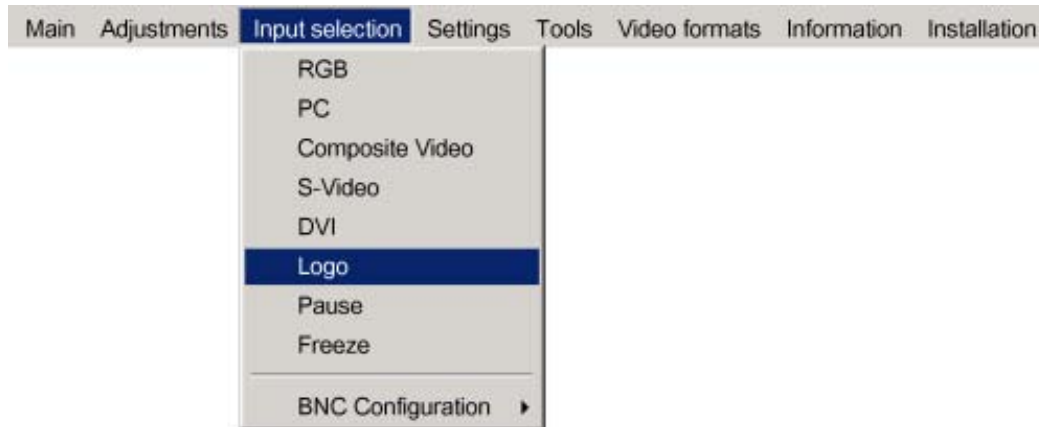 Main Adjustments Input selection Settings Tools Video formats Information Installation
RGB
PC
Composite Video
S-Video
DVI
Logo
Pause
Freeze
BNC Configuration